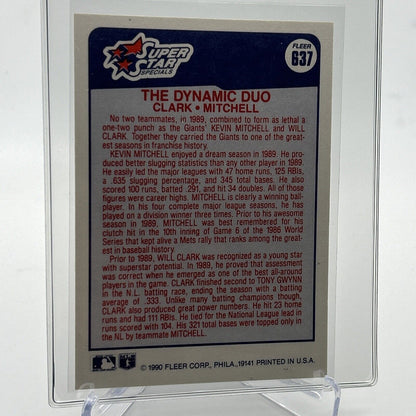 SUPER
STAR
SPECIALS
FLEER
637
THE DYNAMIC DUO
CLARK • MITCHELL
No two teammates, in 1989, combined to form as lethal a
one-two punch as the Giants' KEVIN MITCHELL and WILL
CLARK. Together they carried the Giants to one of the great-
est seasons in franchise history.
KEVIN MITCHELL enjoyed a dream season in 1989. He pro-
duced better slugging statistics than any other player in 1989.
He easily led the majors with 47 home runs, 125 RBIs,
a .635 slugging percentage, and 345 total bases. He also
scored 100 runs, batted .291, and hit 34 doubles. All of those
figures were career highs. MITCHELL is clearly a winning ball-
player. In his four complete major league seasons, he has
played on a division winner three times. Prior to his awesome
season in 1989, MITCHELL was best remembered for his
clutch hit in the 10th inning of Game 6 of the 1986 World
Series that kept alive a Mets rally that ranks among the great-
est in baseball history.
Prior to 1989, WILL CLARK was recognized as a young star
with superstar potential. In 1989, he proved that assessment
was correct when he emerged as one of the best all-around
players in the game. CLARK finished second to TONY GWYNN
in the N.L. batting race, ending the season with a batting
average of .333. Unlike many batting champions though,
CLARK also produced great power numbers. He hit 23 home
runs and had 111 RBIs. He tied for the National League lead in
runs scored with 104. His 321 total bases were topped only in
the NL by teammate MITCHELL.
© 1990 FLEER CORP., PHILA., 19141 PRINTED IN U.S.A.